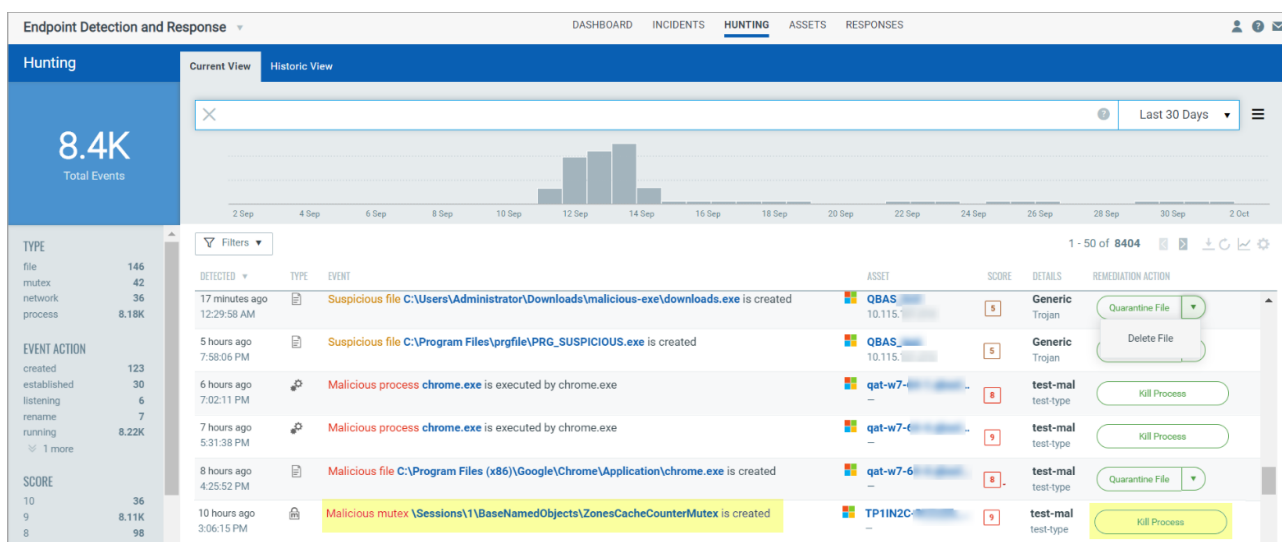 Endpoint Detection and Response
DASHBOARD INCIDENTS HUNTING ASSETS RESPONSES
Hunting
Current View Historic View
Last 30 Days
8.4K
Total Events
2 Sep 4 Sep 6 Sep 8 Sep 10 Sep 12 Sep 14 Sep 16 Sep 18 Sep 20 Sep 22 Sep 24 Sep 26 Sep 28 Sep 30 Sep 2 Oct
TYPE
file 146
mutex 42
network 36
process 8.18K
EVENT ACTION
created 123
established 30
listening 6
rename 7
running 8.22K
1 more
SCORE
10 36
9 8.11K
8 98
Filters
1 - 50 of 8404
DETECTED TYPE EVENT ASSET SCORE DETAILS REMEDIATION ACTION
17 minutes ago Suspicious file C:\Users\Administrator\Downloads\malicious-exe\downloads.exe is created QBAS_ 5 Generic Quarantine File
12:29:58 AM 10.115. Trojan
Delete File
5 hours ago Suspicious file C:\Program Files\prgfile\PRG_SUSPICIOUS.exe is created QBAS_ 5 Generic
7:58:06 PM 10.115. Trojan
6 hours ago Malicious process chrome.exe is executed by chrome.exe qat-w7- 8 test-mal Kill Process
7:02:11 PM – test-type
7 hours ago Malicious process chrome.exe is executed by chrome.exe qat-w7- 9 test-mal Kill Process
5:31:38 PM – test-type
8 hours ago Malicious file C:\Program Files (x86)\Google\Chrome\Application\chrome.exe is created qat-w7-6 8 test-mal Quarantine File
4:25:52 PM – test-type
10 hours ago Malicious mutex \Sessions\1\BaseNamedObjects\ZonesCacheCounterMutex is created TP1IN2C- 9 test-mal Kill Process
3:06:15 PM – test-type